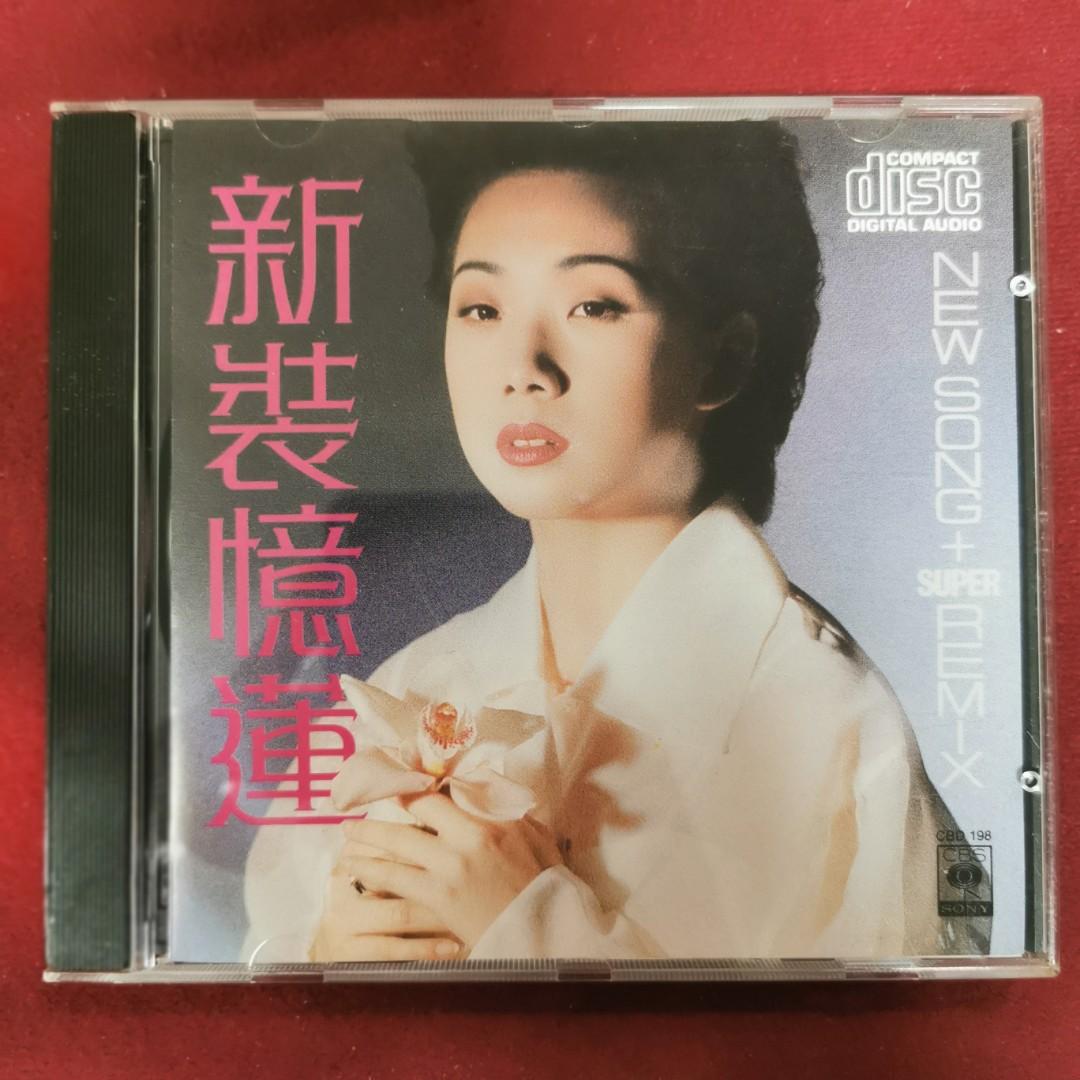 新裝憶蓮
COMPACT
disc
DIGITAL AUDIO
NEW SONG + SUPER REMIX
CBD 198
CBS
SONY